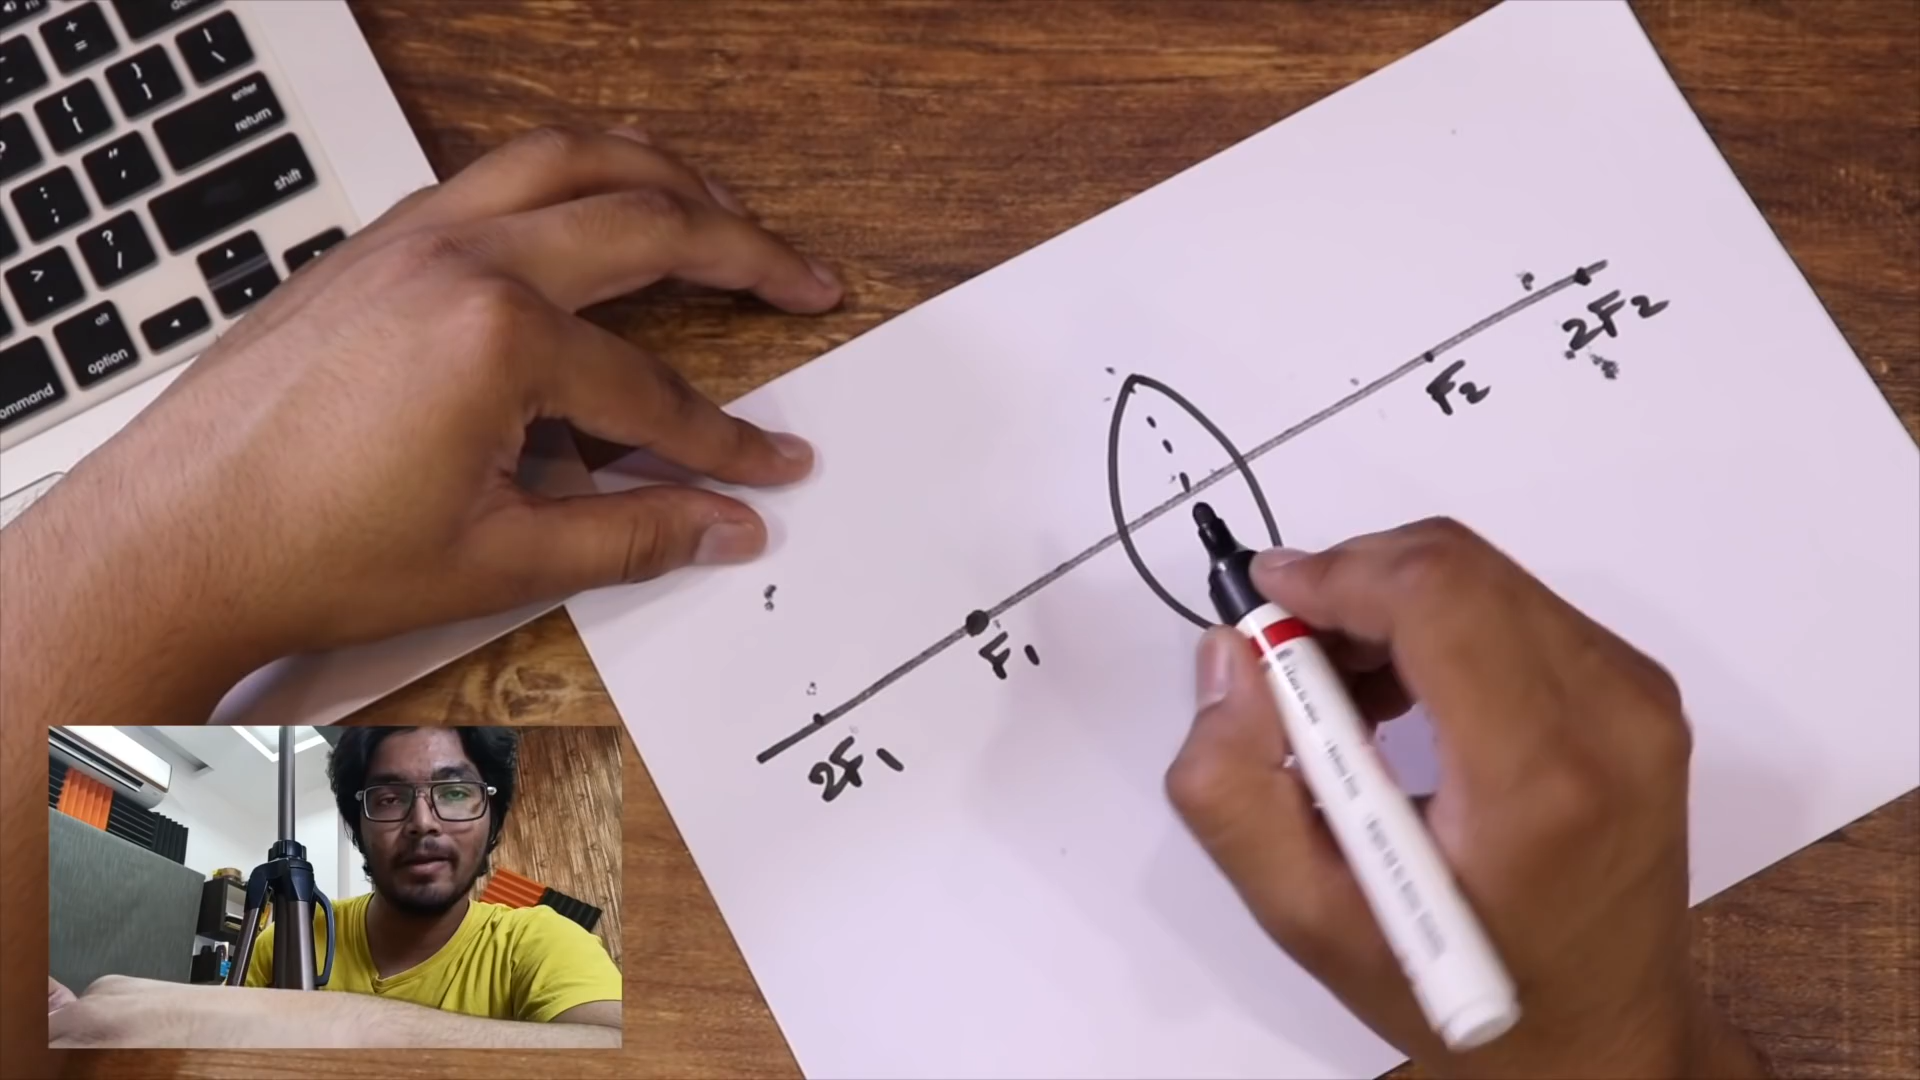 +
=
|
\
}
]
{
[
enter
return
"
'
:
;
shift
?
/
>
.
alt
option
2F2
F2
F1
2F1